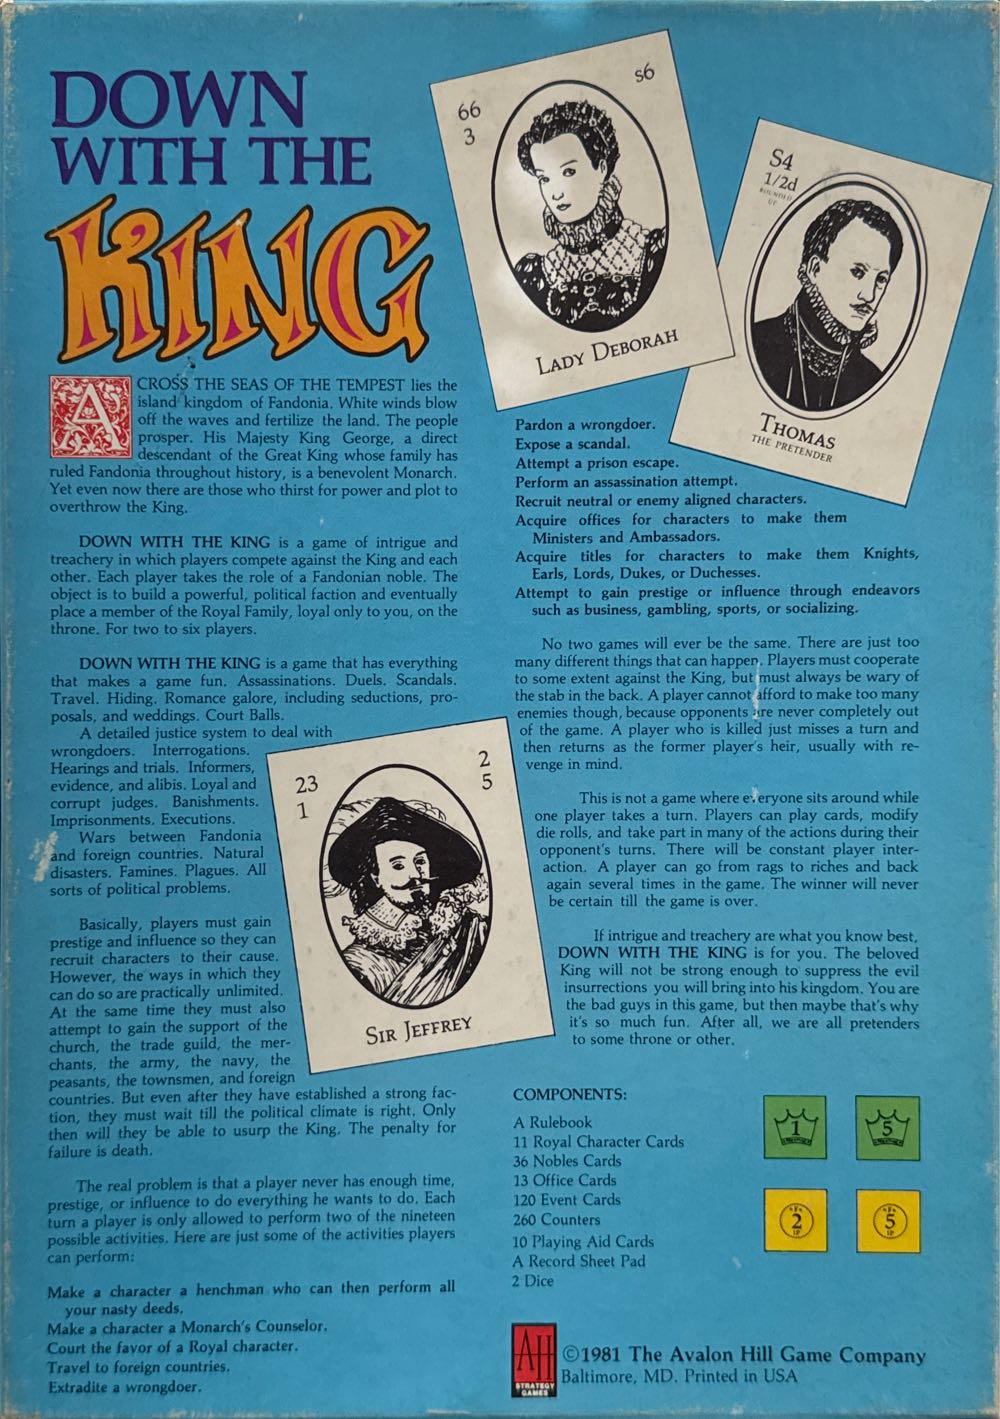 DOWN
WITH THE
KING
66
3
s6
LADY DEBORAH
S4
1/2d
ROUNDED
UP
THOMAS
THE PRETENDER
ACROSS THE SEAS OF THE TEMPEST lies the
island kingdom of Fandonia. White winds blow
off the waves and fertilize the land. The people
prosper. His Majesty King George, a direct
descendant of the Great King whose family has
ruled Fandonia throughout history, is a benevolent Monarch.
Yet even now there are those who thirst for power and plot to
overthrow the King.
DOWN WITH THE KING is a game of intrigue and
treachery in which players compete against the King and each
other. Each player takes the role of a Fandonian noble. The
object is to build a powerful, political faction and eventually
place a member of the Royal Family, loyal only to you, on the
throne. For two to six players.
DOWN WITH THE KING is a game that has everything
that makes a game fun. Assassinations. Duels. Scandals.
Travel. Hiding. Romance galore, including seductions, pro-
posals, and weddings. Court Balls.
A detailed justice system to deal with
wrongdoers. Interrogations.
Hearings and trials. Informers,
evidence, and alibis. Loyal and
corrupt judges. Banishments.
Imprisonments. Executions.
Wars between Fandonia
and foreign countries. Natural
disasters. Famines. Plagues. All
sorts of political problems.
Basically, players must gain
prestige and influence so they can
recruit characters to their cause.
However, the ways in which they
can do so are practically unlimited.
At the same time they must also
attempt to gain the support of the
church, the trade guild, the mer-
chants, the army, the navy, the
peasants, the townsmen, and foreign
countries. But even after they have established a strong fac-
tion, they must wait till the political climate is right. Only
then will they be able to usurp the King. The penalty for
failure is death.
The real problem is that a player never has enough time,
prestige, or influence to do everything he wants to do. Each
turn a player is only allowed to perform two of the nineteen
possible activities. Here are just some of the activities players
can perform:
Make a character a henchman who can then perform all
your nasty deeds.
Make a character a Monarch's Counselor.
Court the favor of a Royal character.
Travel to foreign countries.
Extradite a wrongdoer.
23
1
2
5
SIR JEFFREY
Pardon a wrongdoer.
Expose a scandal.
Attempt a prison escape.
Perform an assassination attempt.
Recruit neutral or enemy aligned characters.
Acquire offices for characters to make them
Ministers and Ambassadors.
Acquire titles for characters to make them Knights,
Earls, Lords, Dukes, or Duchesses.
Attempt to gain prestige or influence through endeavors
such as business, gambling, sports, or socializing.
No two games will ever be the same. There are just too
many different things that can happen. Players must cooperate
to some extent against the King, but must always be wary of
the stab in the back. A player cannot afford to make too many
enemies though, because opponents are never completely out
of the game. A player who is killed just misses a turn and
then returns as the former player's heir, usually with re-
venge in mind.
This is not a game where everyone sits around while
one player takes a turn. Players can play cards, modify
die rolls, and take part in many of the actions during their
opponent's turns. There will be constant player inter-
action. A player can go from rags to riches and back
again several times in the game. The winner will never
be certain till the game is over.
If intrigue and treachery are what you know best,
DOWN WITH THE KING is for you. The beloved
King will not be strong enough to suppress the evil
insurrections you will bring into his kingdom. You are
the bad guys in this game, but then maybe that's why
it's so much fun. After all, we are all pretenders
to some throne or other.
COMPONENTS:
A Rulebook
11 Royal Character Cards
36 Nobles Cards
13 Office Cards
120 Event Cards
260 Counters
10 Playing Aid Cards
A Record Sheet Pad
2 Dice
1
5
2
IP
5
IP
AH
STRATEGY
GAMES
©1981 The Avalon Hill Game Company
Baltimore, MD. Printed in USA